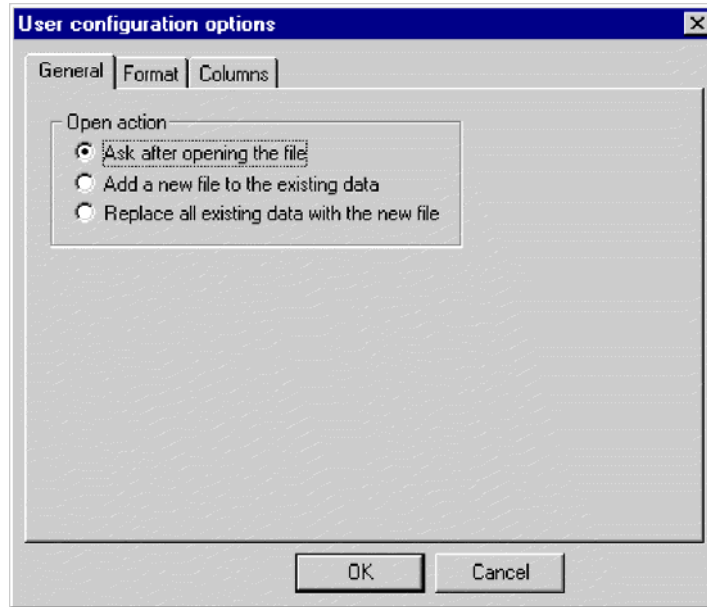 User configuration options
General Format Columns
Open action
Ask after opening the file
Add a new file to the existing data
Replace all existing data with the new file
OK Cancel